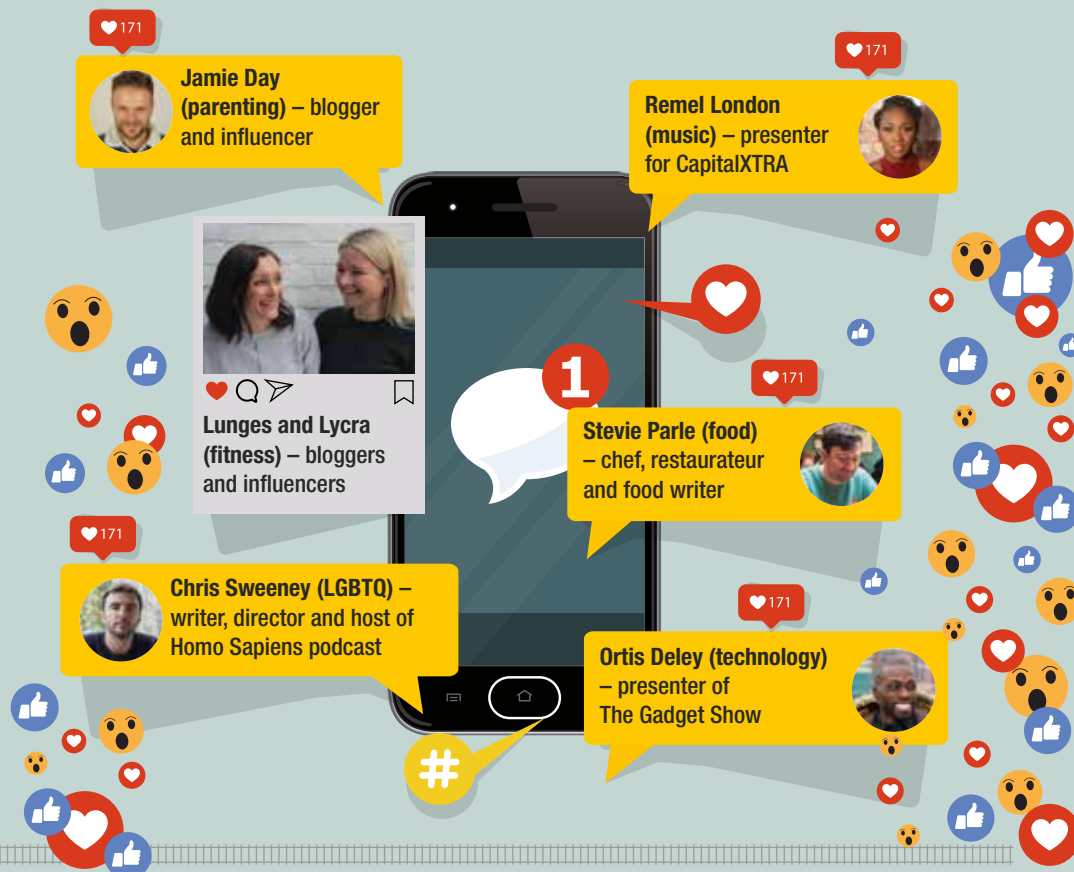 171
Jamie Day
(parenting) – blogger
and influencer
171
Remel London
(music) – presenter
for CapitalXTRA
Lunges and Lycra
(fitness) – bloggers
and influencers
1
171
Stevie Parle (food)
– chef, restaurateur
and food writer
171
Chris Sweeney (LGBTQ) –
writer, director and host of
Homo Sapiens podcast
171
Ortis Deley (technology)
– presenter of
The Gadget Show
#